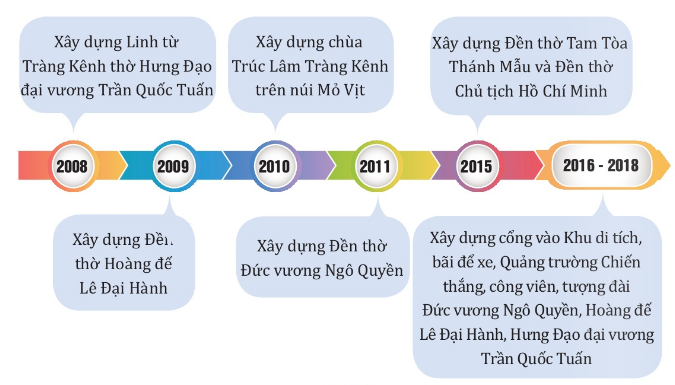 Xây dựng Linh từ
Tràng Kênh thờ Hưng Đạo
đại vương Trần Quốc Tuấn
Xây dựng chùa
Trúc Lâm Tràng Kênh
trên núi Mỏ Vịt
Xây dựng Đền thờ Tam Tòa
Thánh Mẫu và Đền thờ
Chủ tịch Hồ Chí Minh
2008
2009
2010
2011
2015
2016 - 2018
Xây dựng Đền
thờ Hoàng đế
Lê Đại Hành
Xây dựng Đền thờ
Đức vương Ngô Quyền
Xây dựng cổng vào Khu di tích,
bãi để xe, Quảng trường Chiến
thắng, công viên, tượng đài
Đức vương Ngô Quyền, Hoàng đế
Lê Đại Hành, Hưng Đạo đại vương
Trần Quốc Tuấn